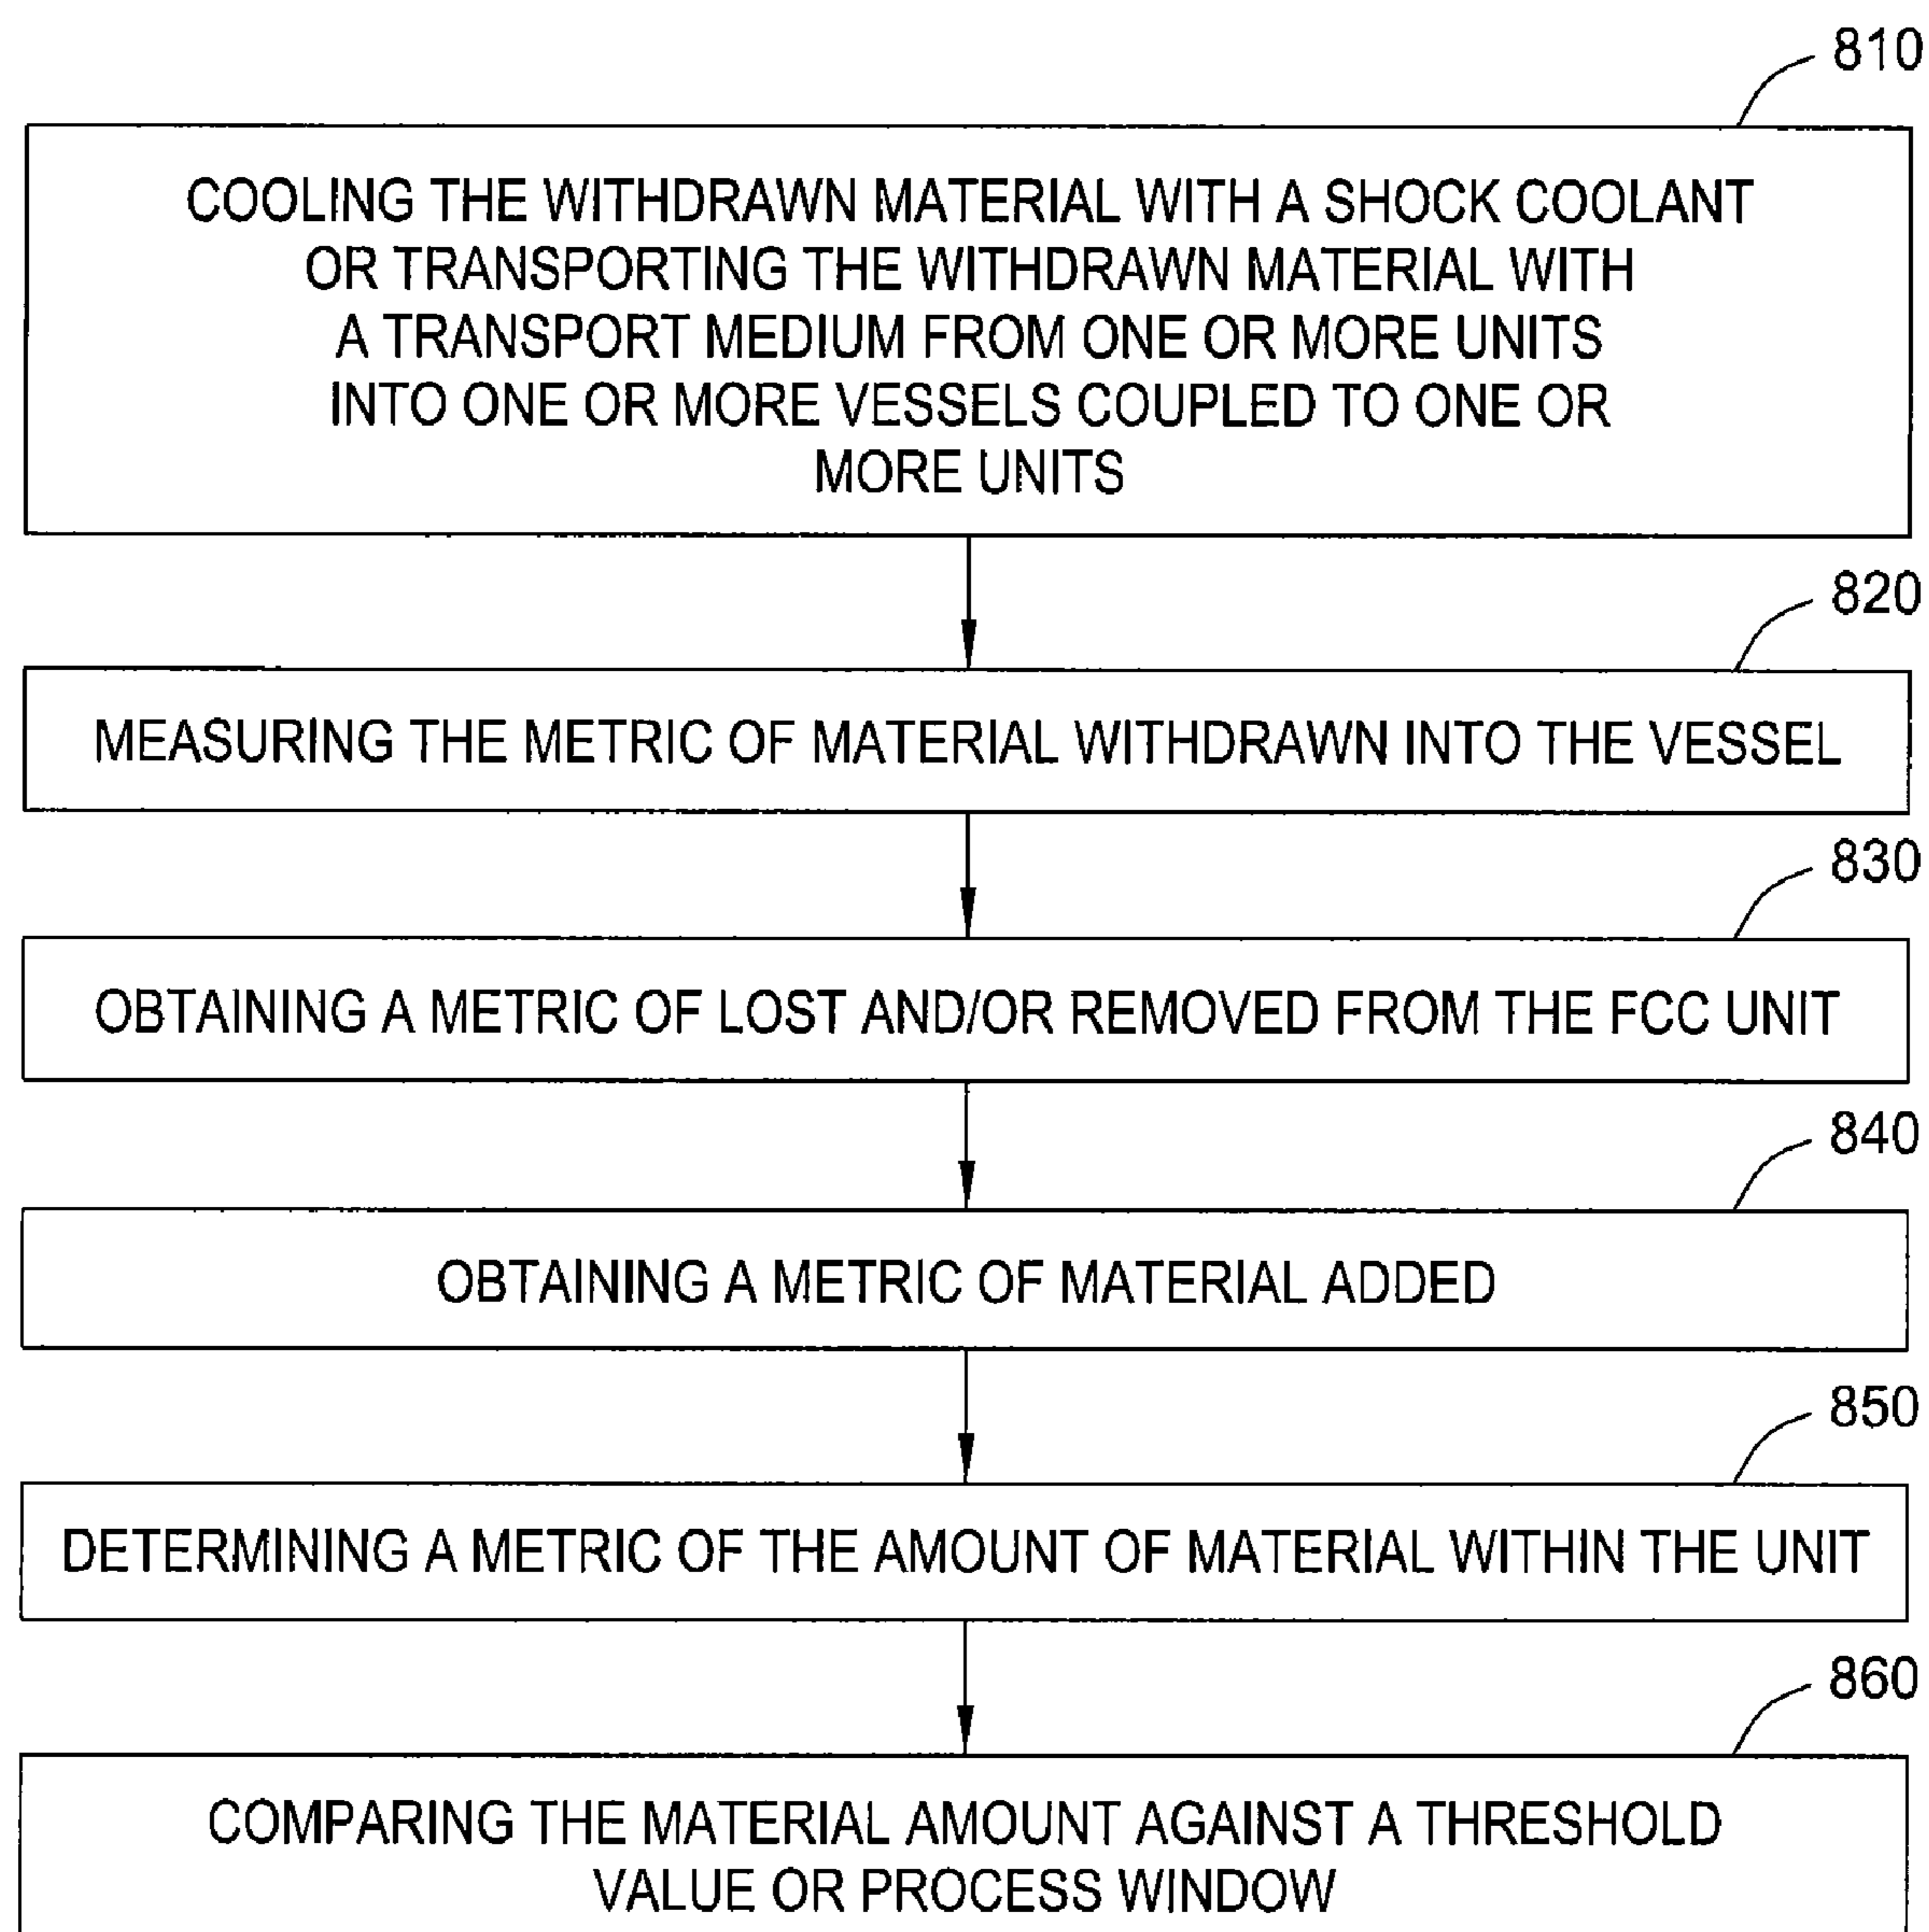 810
COOLING THE WITHDRAWN MATERIAL WITH A SHOCK COOLANT
OR TRANSPORTING THE WITHDRAWN MATERIAL WITH
A TRANSPORT MEDIUM FROM ONE OR MORE UNITS
INTO ONE OR MORE VESSELS COUPLED TO ONE OR
MORE UNITS
820
MEASURING THE METRIC OF MATERIAL WITHDRAWN INTO THE VESSEL
830
OBTAINING A METRIC OF LOST AND/OR REMOVED FROM THE FCC UNIT
840
OBTAINING A METRIC OF MATERIAL ADDED
850
DETERMINING A METRIC OF THE AMOUNT OF MATERIAL WITHIN THE UNIT
860
COMPARING THE MATERIAL AMOUNT AGAINST A THRESHOLD
VALUE OR PROCESS WINDOW